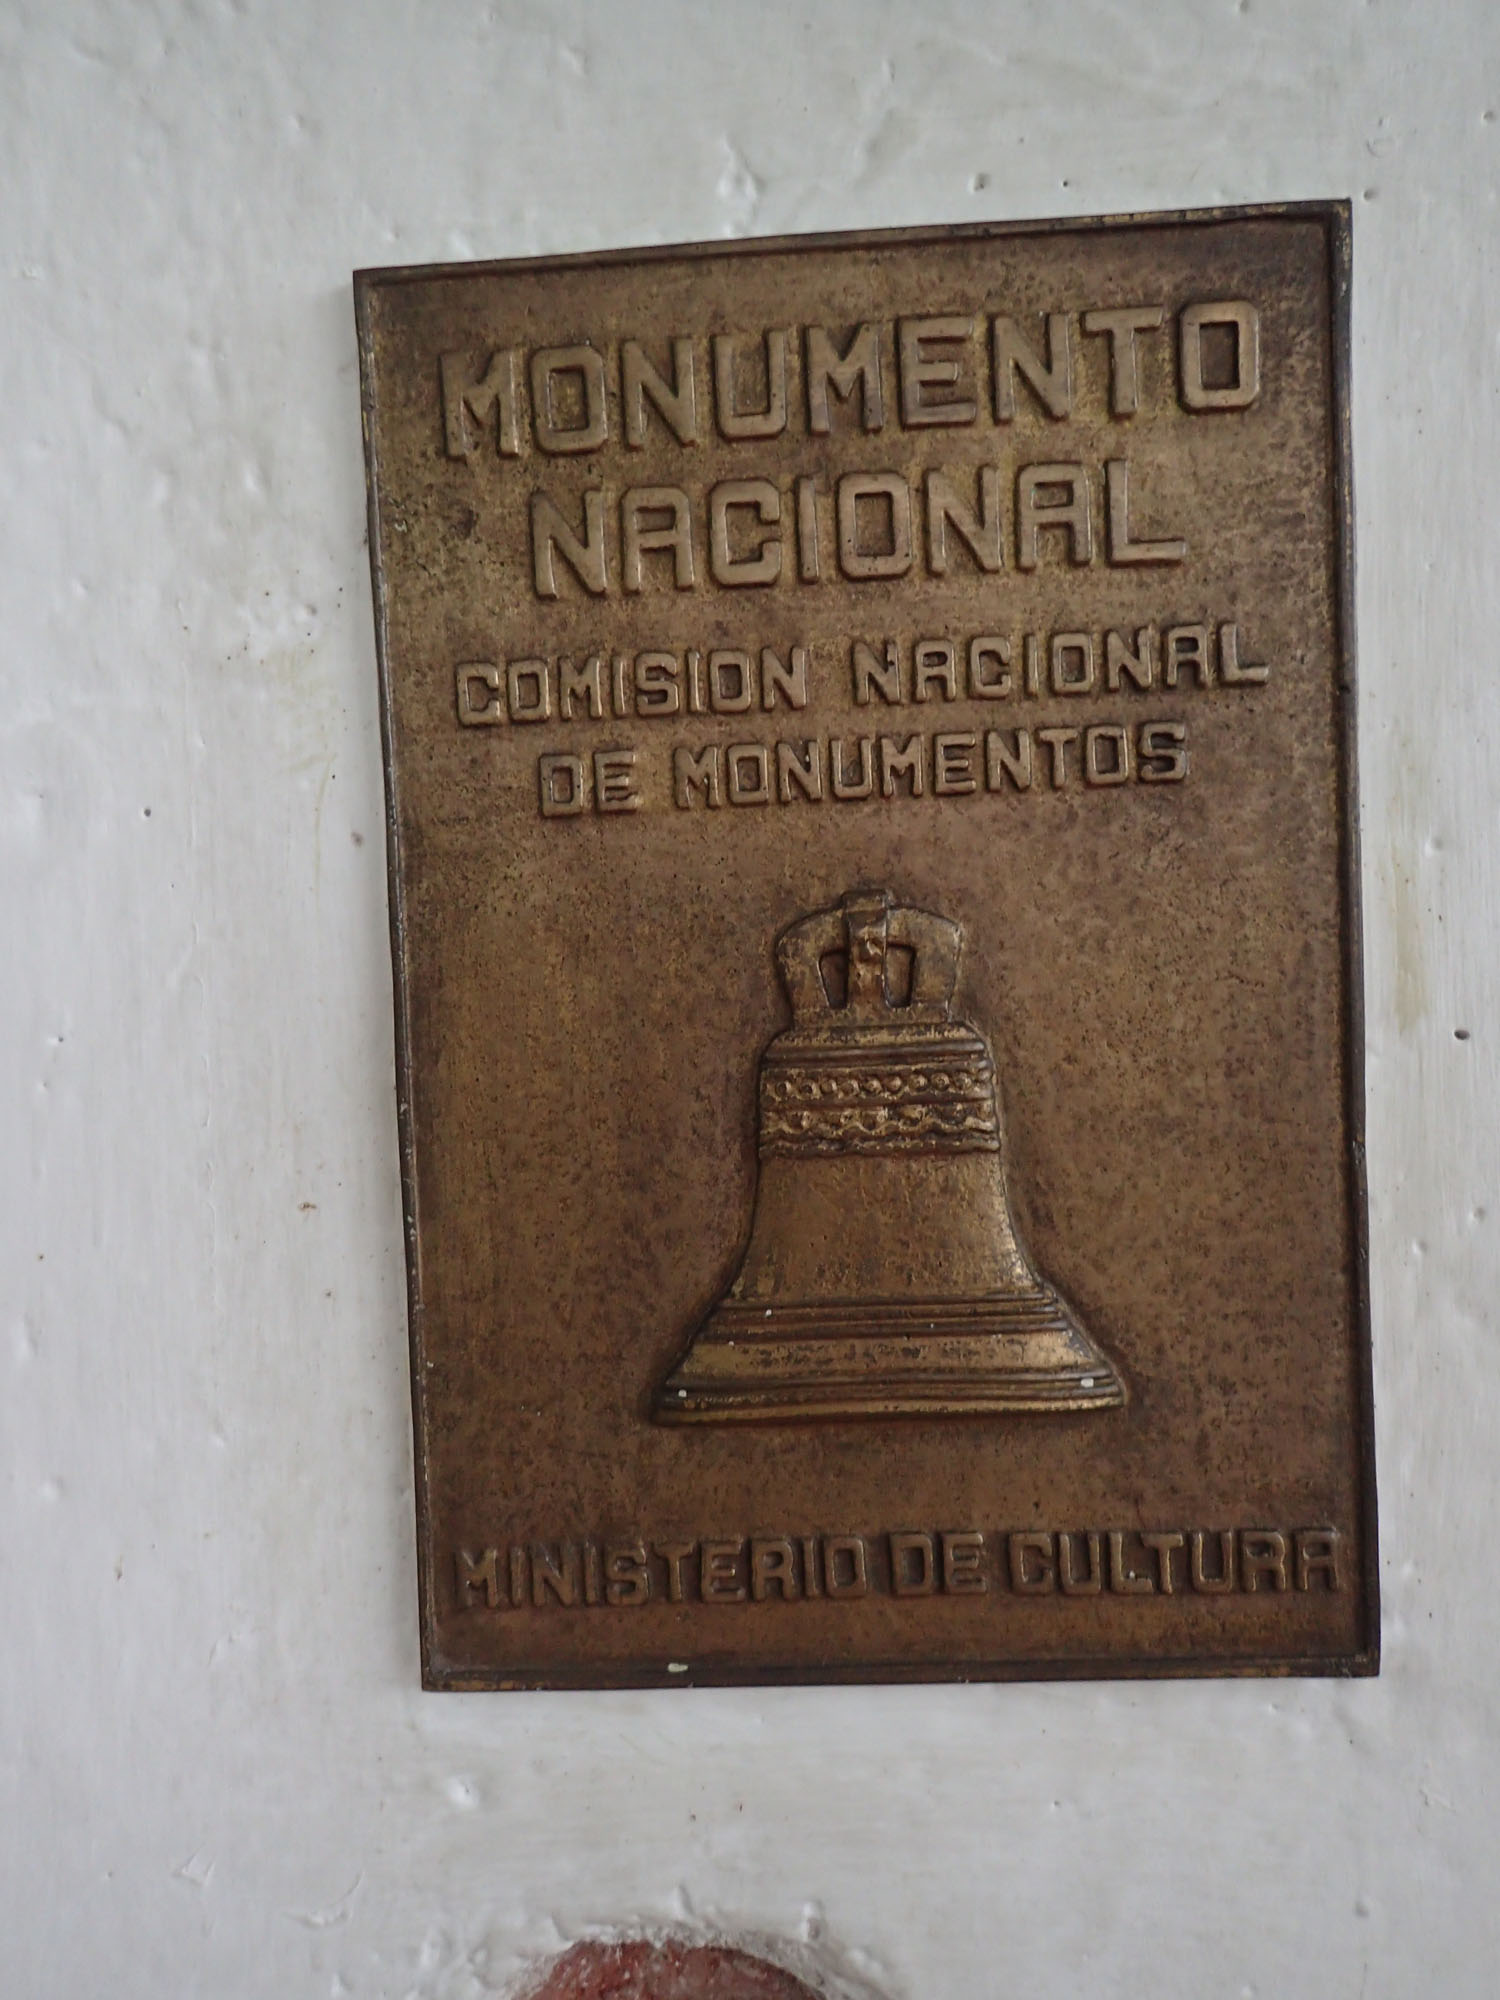 MONUMENTO
NACIONAL
COMISION NACIONAL
DE MONUMENTOS
MINISTERIO DE CULTURA